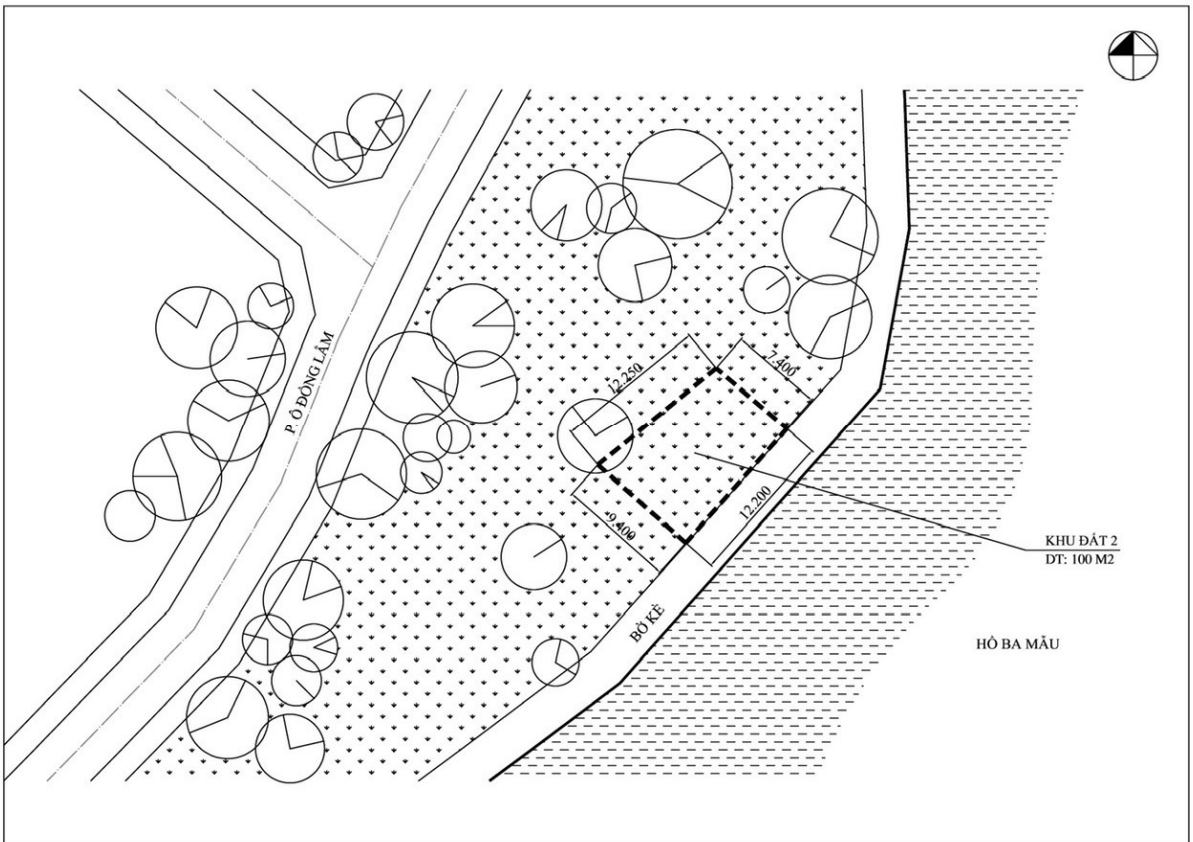 P. Ô ĐÔNG LÂM
12.250
7.400
9.400
12.200
BỜ KÈ
KHU ĐẤT 2
DT: 100 M2
HỒ BA MẪU